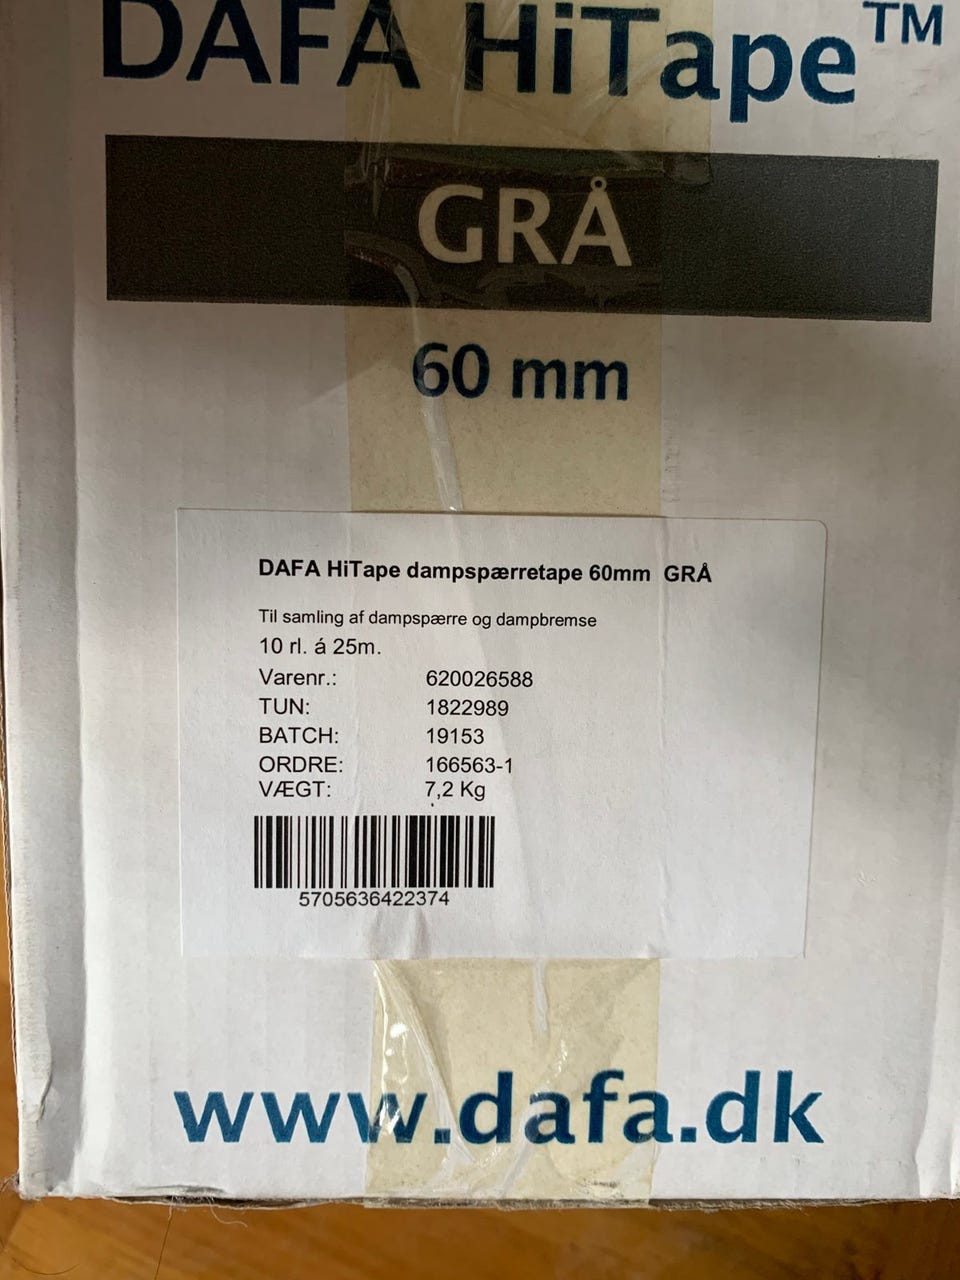 DAFA HiTape™
GRÅ
60 mm
DAFA HiTape dampspærretape 60mm GRÅ
Til samling af dampspærre og dampbremse
10 rl. á 25m.
Varenr.: 620026588
TUN: 1822989
BATCH: 19153
ORDRE: 166563-1
VÆGT: 7,2 Kg
5705636422374
www.dafa.dk